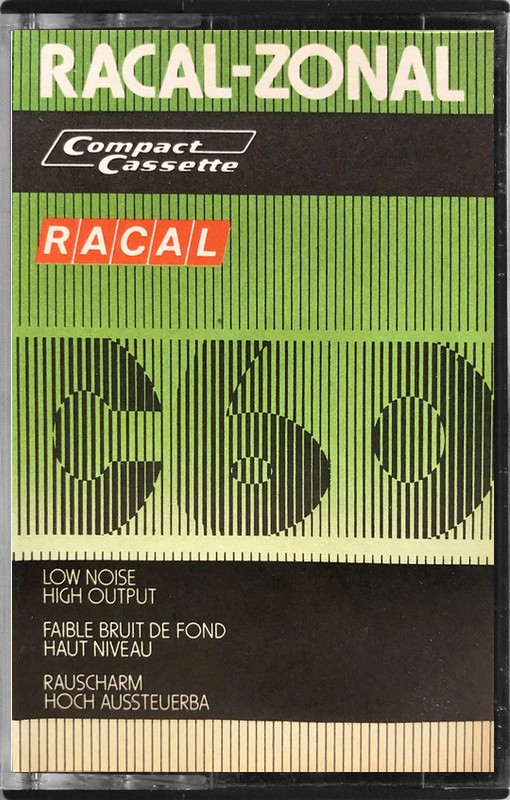 RACAL-ZONAL
Compact
Cassette
RACAL
C60
LOW NOISE
HIGH OUTPUT
FAIBLE BRUIT DE FOND
HAUT NIVEAU
RAUSCHARM
HOCH AUSSTEUERBA